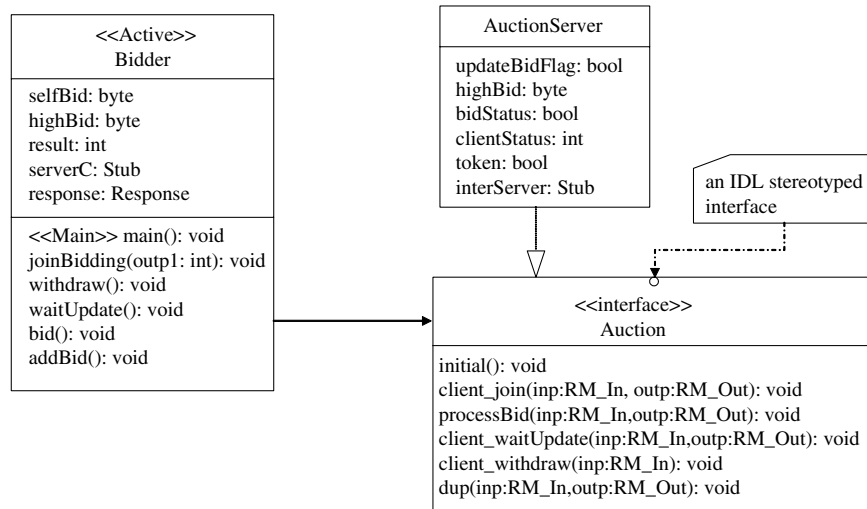 <<Active>>
Bidder
selfBid: byte
highBid: byte
result: int
serverC: Stub
response: Response
<<Main>> main(): void
joinBidding(outp1: int): void
withdraw(): void
waitUpdate(): void
bid(): void
addBid(): void
AuctionServer
updateBidFlag: bool
highBid: byte
bidStatus: bool
clientStatus: int
token: bool
interServer: Stub
an IDL stereotyped
interface
<<interface>>
Auction
initial(): void
client_join(inp:RM_In, outp:RM_Out): void
processBid(inp:RM_In,outp:RM_Out): void
client_waitUpdate(inp:RM_In,outp:RM_Out): void
client_withdraw(inp:RM_In): void
dup(inp:RM_In,outp:RM_Out): void